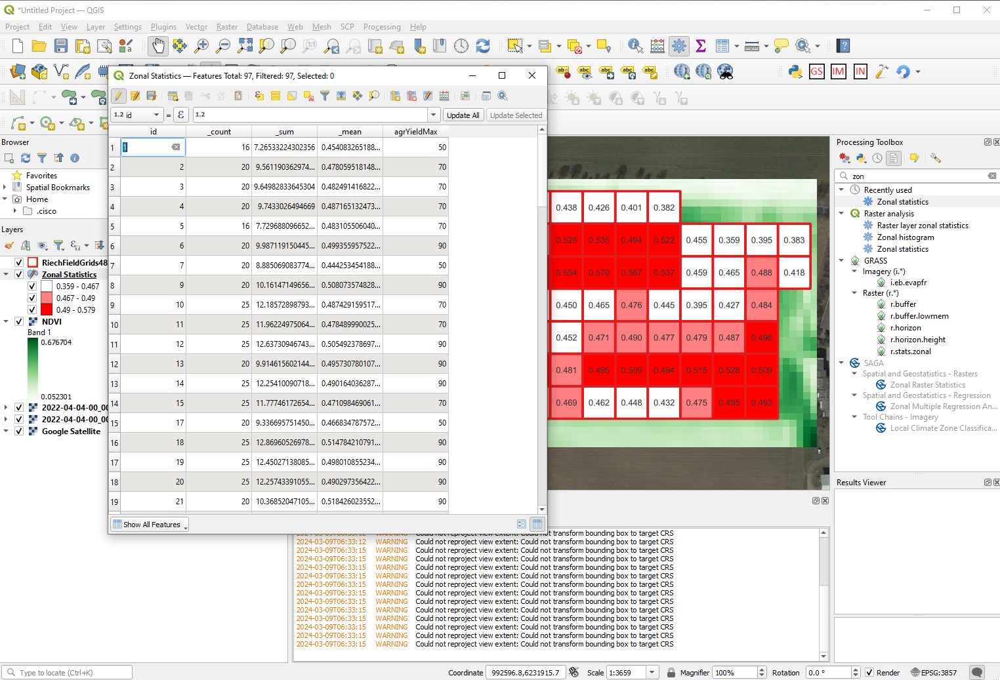 *Untitled Project — QGIS
Project Edit View Layer Settings Plugins Vector Raster Database Web Mesh SCP Processing Help
Zonal Statistics — Features Total: 97, Filtered: 97, Selected: 0
1.2 id = ε 1.2 Update All Update Selected
id _count _sum _mean agrYieldMax
1 1 16 7.26533224302356 0.454083265188... 50
2 2 20 9.561190362974... 0.478059518148... 70
3 3 20 9.64982833645304 0.482491416822... 70
4 4 20 9.7433026494669 0.487165132473... 70
5 5 16 7.729688096652... 0.483105506040... 70
6 6 20 9.987119150445... 0.499355957522... 90
7 7 20 8.885069083774... 0.444253454188... 50
8 9 20 10.16147149656... 0.508073574828... 90
9 10 25 12.18572898793... 0.487429159517... 70
10 11 25 11.96224975064... 0.478489990025... 70
11 12 25 12.63730946743... 0.505492378697... 90
12 13 20 9.914615602144... 0.495730780107... 90
13 14 25 12.25410090718... 0.490164036287... 90
14 15 25 11.77746172654... 0.471098469061... 70
15 17 20 9.336695751450... 0.466834787572... 50
16 18 25 12.86960526978... 0.514784210791... 90
17 19 25 12.45027138085... 0.498010855234... 90
18 20 25 12.25743391055... 0.490297356422... 90
19 21 20 10.36852047105... 0.518426023552... 90
Show All Features
Browser
Favorites
Spatial Bookmarks
Home
.cisco
Layers
RiechFieldGrids48
Zonal Statistics
0.359 - 0.467
0.467 - 0.49
0.49 - 0.579
NDVI
Band 1
0.676704
0.052301
2022-04-04-00_00
2022-04-04-00_00
Google Satellite
GS IM IN
0.438 0.426 0.401 0.382
0.528 0.535 0.494 0.522 0.455 0.359 0.395 0.383
0.554 0.579 0.567 0.537 0.459 0.465 0.488 0.418
0.450 0.465 0.476 0.445 0.395 0.427 0.484
0.452 0.471 0.490 0.477 0.479 0.487 0.496
0.481 0.495 0.509 0.494 0.515 0.528 0.509
0.469 0.462 0.448 0.432 0.475 0.495 0.493
Processing Toolbox
zon
Recently used
Zonal statistics
Raster analysis
Raster layer zonal statistics
Zonal histogram
Zonal statistics
GRASS
Imagery (i.*)
i.eb.evapfr
Raster (r.*)
r.buffer
r.buffer.lowmem
r.horizon
r.horizon.height
r.stats.zonal
SAGA
Spatial and Geostatistics - Rasters
Zonal Raster Statistics
Spatial and Geostatistics - Regression
Zonal Multiple Regression An...
Tool Chains - Imagery
Local Climate Zone Classifica...
Results Viewer
2024-03-09T06:33:12 WARNING Could not reproject view extent: Could not transform bounding box to target CRS
2024-03-09T06:33:12 WARNING Could not reproject view extent: Could not transform bounding box to target CRS
2024-03-09T06:33:15 WARNING Could not reproject view extent: Could not transform bounding box to target CRS
2024-03-09T06:33:15 WARNING Could not reproject view extent: Could not transform bounding box to target CRS
2024-03-09T06:33:15 WARNING Could not reproject view extent: Could not transform bounding box to target CRS
2024-03-09T06:33:15 WARNING Could not reproject view extent: Could not transform bounding box to target CRS
2024-03-09T06:33:15 WARNING Could not reproject view extent: Could not transform bounding box to target CRS
2024-03-09T06:33:15 WARNING Could not reproject view extent: Could not transform bounding box to target CRS
2024-03-09T06:33:15 WARNING Could not reproject view extent: Could not transform bounding box to target CRS
2024-03-09T06:33:15 WARNING Could not reproject view extent: Could not transform bounding box to target CRS
2024-03-09T06:33:15 WARNING Could not reproject view extent: Could not transform bounding box to target CRS
2024-03-09T06:33:15 WARNING Could not reproject view extent: Could not transform bounding box to target CRS
2024-03-09T06:33:15 WARNING Could not reproject view extent: Could not transform bounding box to target CRS
2024-03-09T06:33:15 WARNING Could not reproject view extent: Could not transform bounding box to target CRS
Type to locate (Ctrl+K) Coordinate 992596.8,6231915.7 Scale 1:3659 Magnifier 100% Rotation 0.0 ° Render EPSG:3857